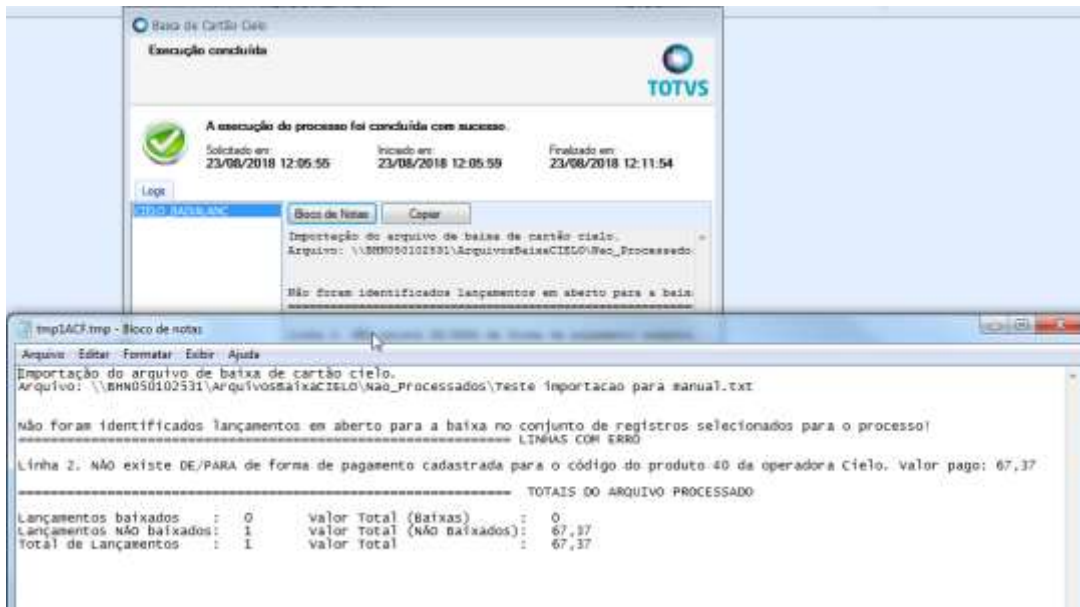 Baixa de Cartão Cielo
Execução concluída
TOTVS
A execução do processo foi concluída com sucesso.
Solicitado em: Iniciado em: Finalizado em:
23/08/2018 12:05:55 23/08/2018 12:05:59 23/08/2018 12:11:54
Logs
Bloco de Notas Copiar
Importação do arquivo de baixa de cartão cielo.
Arquivo: \\BHN050102531\ArquivosBaixaCIELO\Nao_Processado
Não foram identificados lançamentos em aberto para a baix
tmp1ACF.tmp - Bloco de notas
Arquivo Editar Formatar Exibir Ajuda
Importação do arquivo de baixa de cartão cielo.
Arquivo: \\BHN050102531\ArquivosBaixaCIELO\Nao_Processados\Teste importacao para manual.txt
Não foram identificados lançamentos em aberto para a baixa no conjunto de registros selecionados para o processo!
LINHAS COM ERRO
Linha 2. NÃO existe DE/PARA de forma de pagamento cadastrada para o código do produto 40 da operadora Cielo. Valor pago: 67,37
TOTAIS DO ARQUIVO PROCESSADO
Lançamentos baixados : 0 Valor Total (Baixas) : 0
Lançamentos NÃO baixados: 1 Valor Total (NÃO Baixados): 67,37
Total de Lançamentos : 1 Valor Total : 67,37